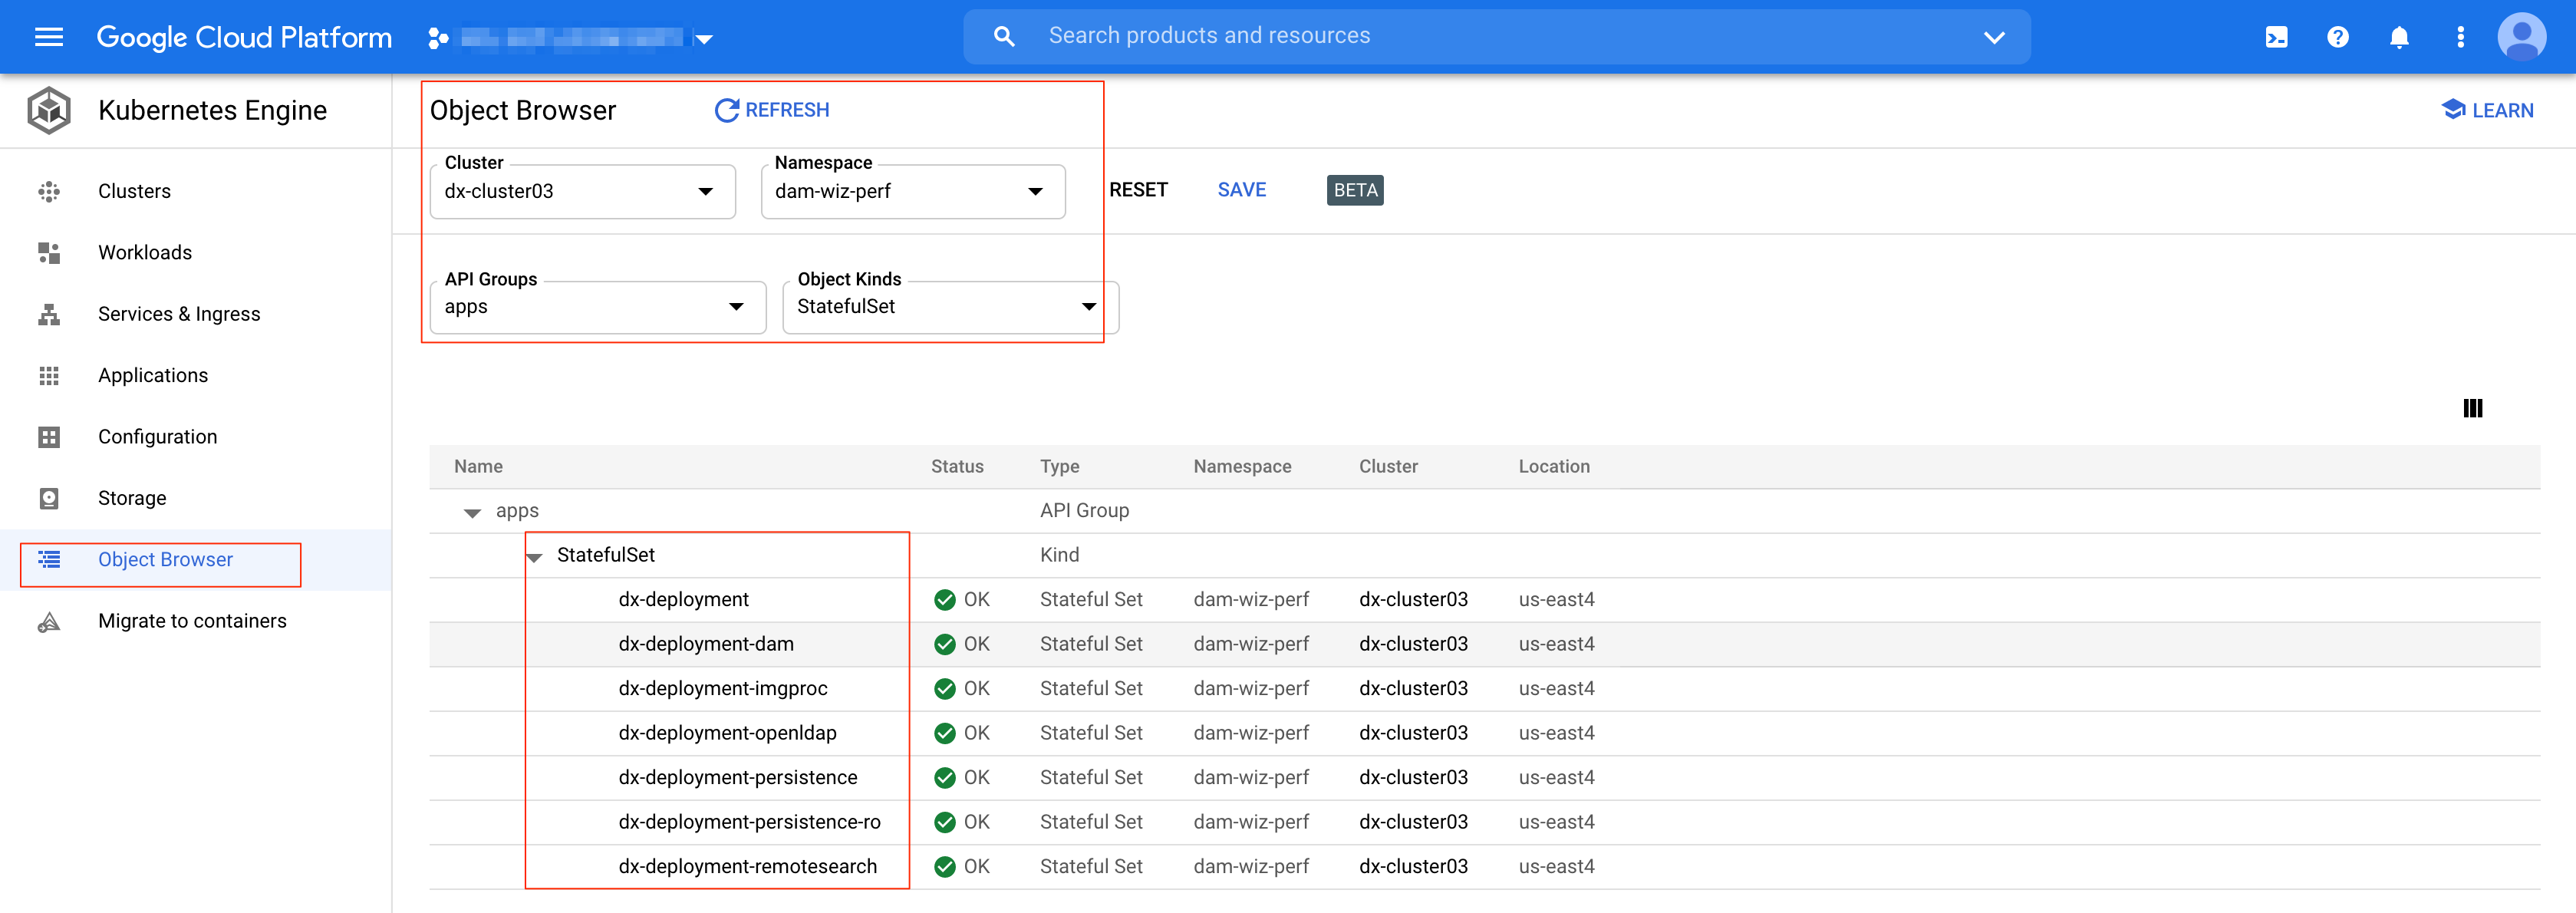 Google Cloud Platform
Search products and resources
Kubernetes Engine
Object Browser
REFRESH
LEARN
Cluster
dx-cluster03
Namespace
dam-wiz-perf
RESET
SAVE
BETA
API Groups
apps
Object Kinds
StatefulSet
Clusters
Workloads
Services & Ingress
Applications
Configuration
Storage
Object Browser
Migrate to containers
Name Status Type Namespace Cluster Location
apps API Group
StatefulSet Kind
dx-deployment OK Stateful Set dam-wiz-perf dx-cluster03 us-east4
dx-deployment-dam OK Stateful Set dam-wiz-perf dx-cluster03 us-east4
dx-deployment-imgproc OK Stateful Set dam-wiz-perf dx-cluster03 us-east4
dx-deployment-openldap OK Stateful Set dam-wiz-perf dx-cluster03 us-east4
dx-deployment-persistence OK Stateful Set dam-wiz-perf dx-cluster03 us-east4
dx-deployment-persistence-ro OK Stateful Set dam-wiz-perf dx-cluster03 us-east4
dx-deployment-remotesearch OK Stateful Set dam-wiz-perf dx-cluster03 us-east4